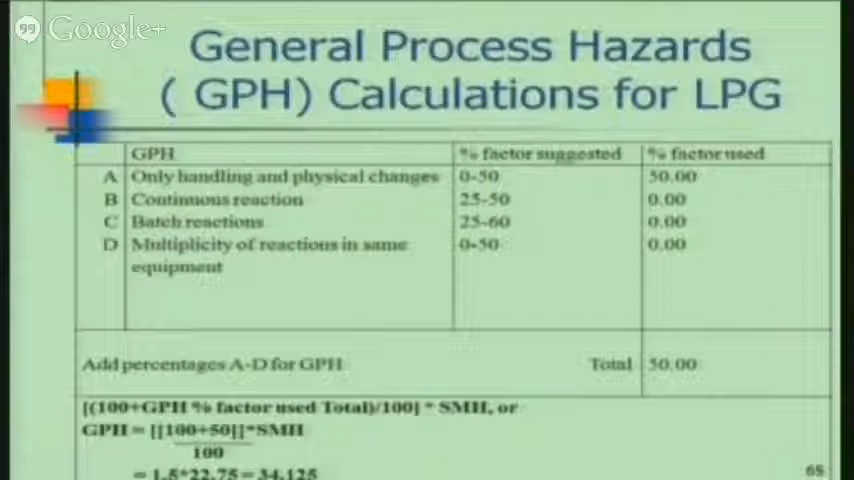 Google+
General Process Hazards
( GPH) Calculations for LPG
GPH % factor suggested % factor used
A Only handling and physical changes 0-50 50.00
B Continuous reaction 25-50 0.00
C Batch reactions 25-60 0.00
D Multiplicity of reactions in same 0-50 0.00
equipment
Add percentages A-D for GPH Total 50.00
[(100+GPH % factor used Total)/100] * SMH, or
GPH = [[100+50]]*SMH
100
= 1.5*22.75= 34.125
65